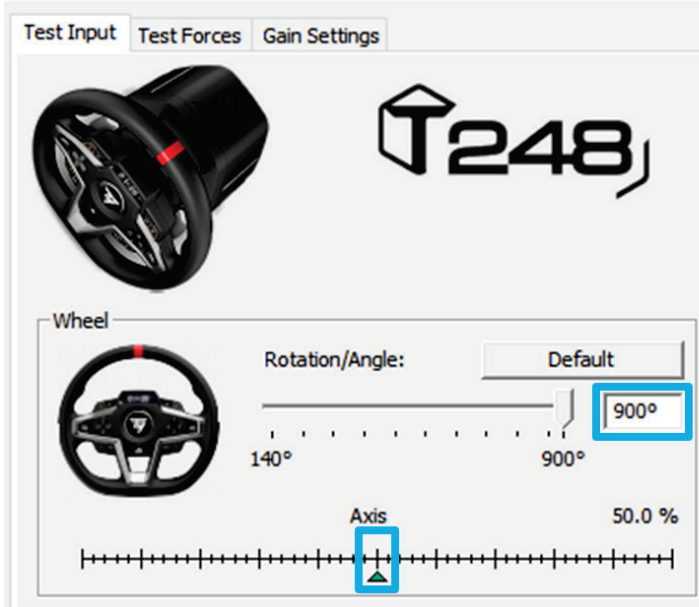 Test Input Test Forces Gain Settings
T248
Wheel
Rotation/Angle: Default
900°
140° 900°
Axis 50.0 %